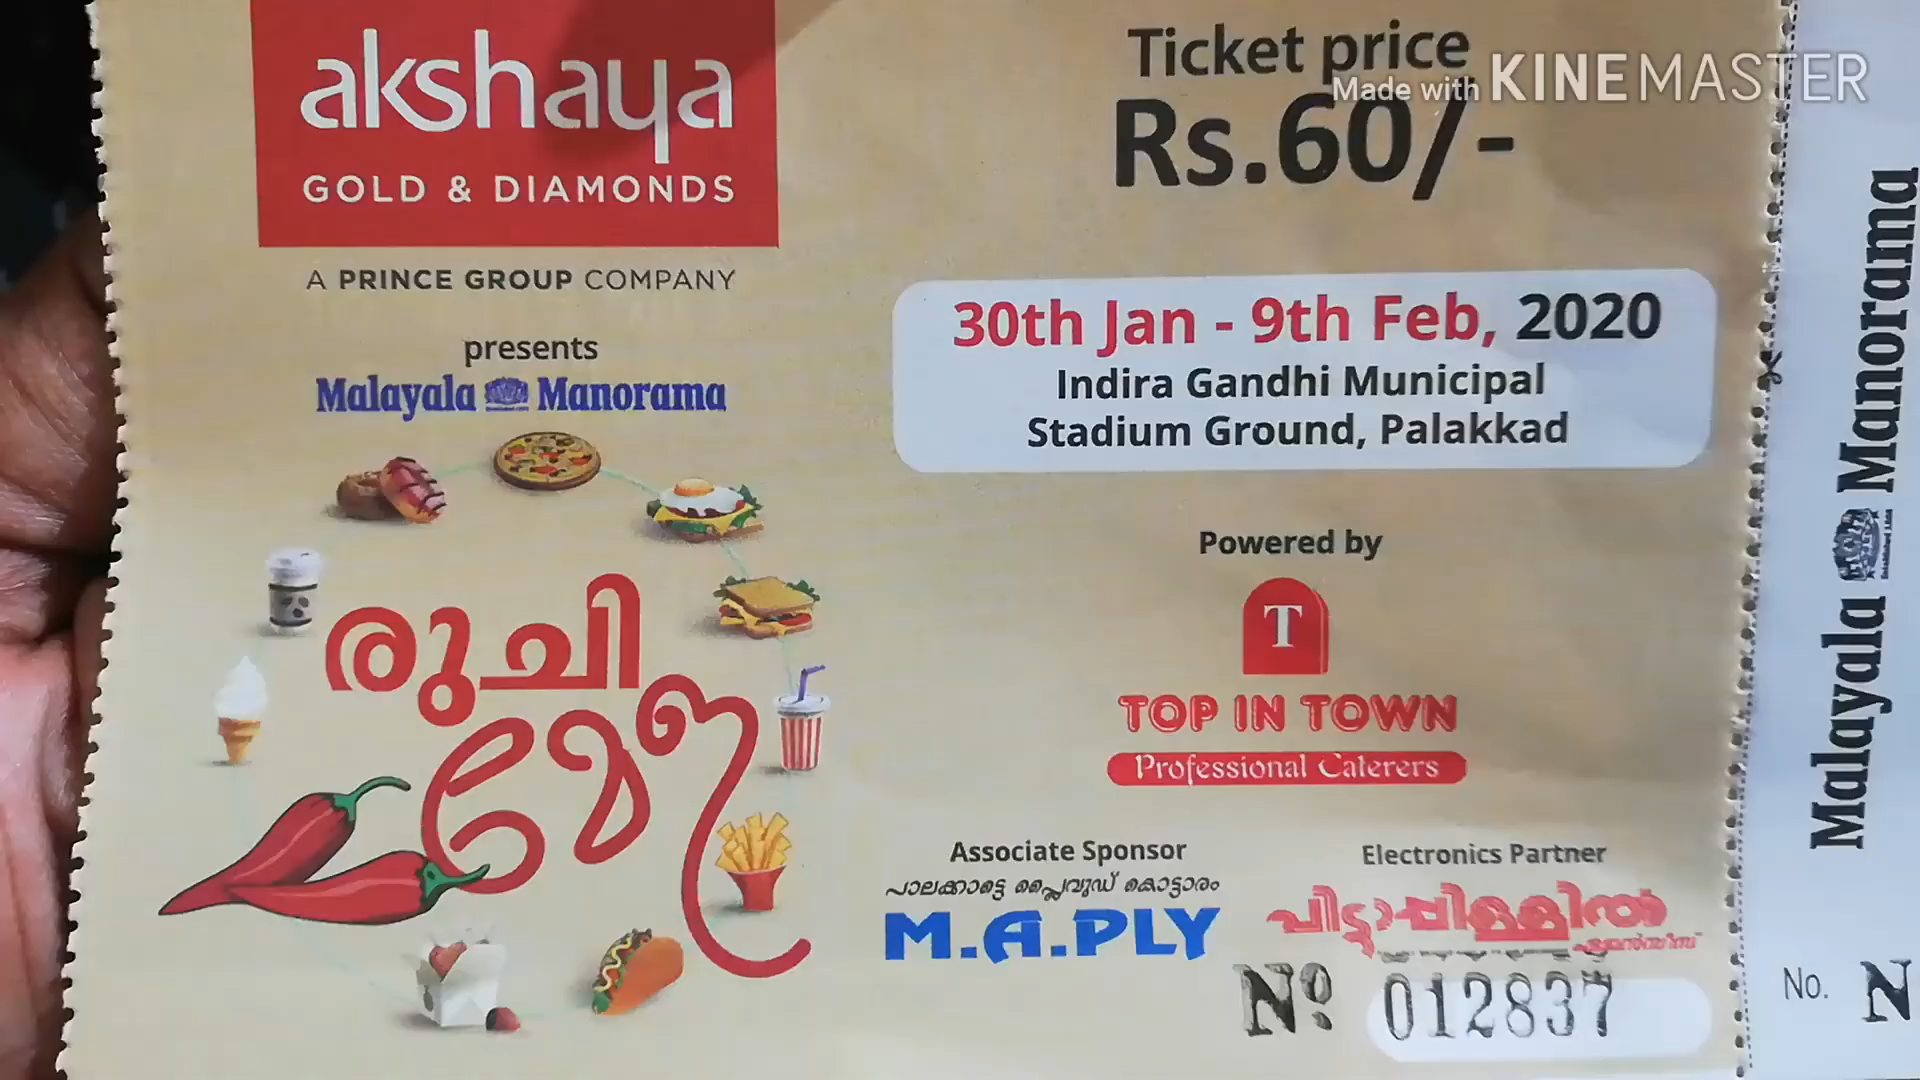 akshaya
GOLD & DIAMONDS
A PRINCE GROUP COMPANY
presents
Malayala Manorama
രുചി
മേള
Ticket price
Rs.60/-
Made with KINEMASTER
30th Jan - 9th Feb, 2020
Indira Gandhi Municipal
Stadium Ground, Palakkad
Powered by
T
TOP IN TOWN
Professional Caterers
Associate Sponsor
പാലക്കാട്ടെ പ്ലൈവുഡ് കൊട്ടാരം
M.A.PLY
Electronics Partner
പിട്ടാപ്പിള്ളിൽ
ഏജൻസീസ്
Nº 012837
Malayala Manorama
No. N